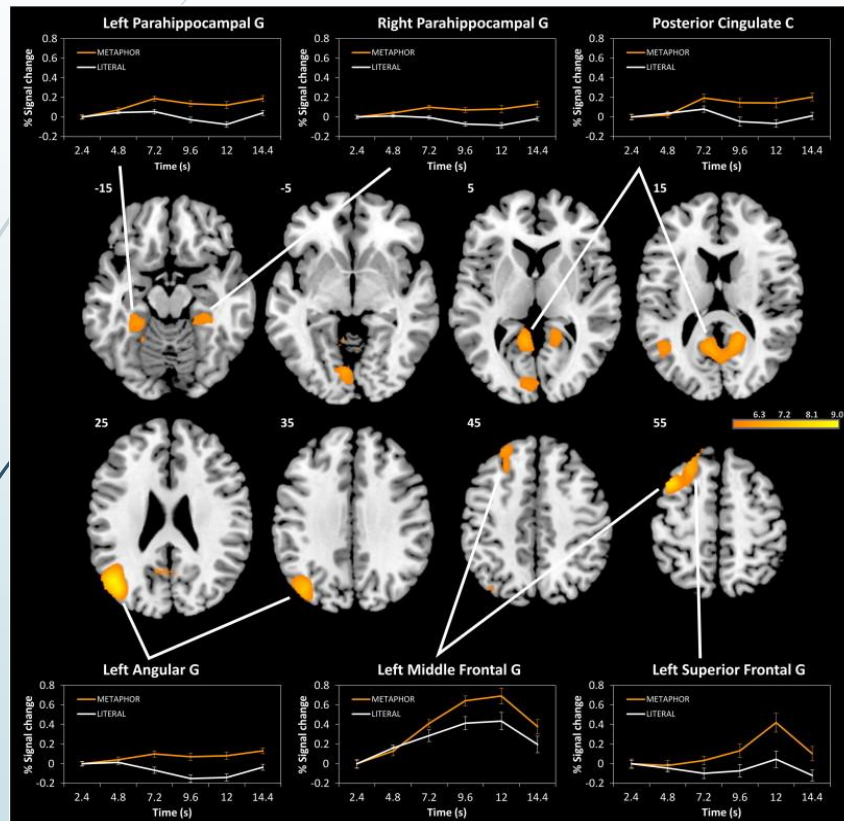 Left Parahippocampal G
Right Parahippocampal G
Posterior Cingulate C
% Signal change
0.8
0.6
0.4
0.2
0
-0.2
METAPHOR
LITERAL
2.4 4.8 7.2 9.6 12 14.4
Time (s)
0.8
0.6
0.4
0.2
0
-0.2
METAPHOR
LITERAL
2.4 4.8 7.2 9.6 12 14.4
Time (s)
0.8
0.6
0.4
0.2
0
-0.2
METAPHOR
LITERAL
2.4 4.8 7.2 9.6 12 14.4
Time (s)
-15
-5
5
15
6.3 7.2 8.1 9.0
25
35
45
55
Left Angular G
Left Middle Frontal G
Left Superior Frontal G
% Signal change
0.8
0.6
0.4
0.2
0
-0.2
METAPHOR
LITERAL
2.4 4.8 7.2 9.6 12 14.4
Time (s)
0.8
0.6
0.4
0.2
0
-0.2
METAPHOR
LITERAL
2.4 4.8 7.2 9.6 12 14.4
Time (s)
0.8
0.6
0.4
0.2
0
-0.2
METAPHOR
LITERAL
2.4 4.8 7.2 9.6 12 14.4
Time (s)